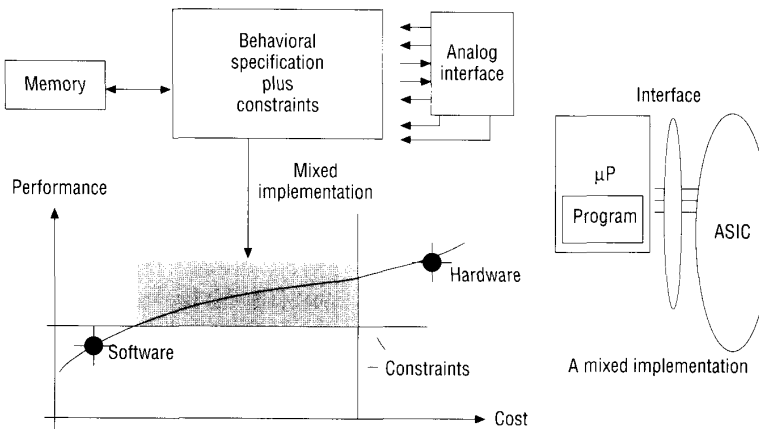 Memory
Behavioral
specification
plus
constraints
Analog
interface
Interface
µP
Program
ASIC
A mixed implementation
Performance
Mixed
implementation
Hardware
Software
Constraints
Cost